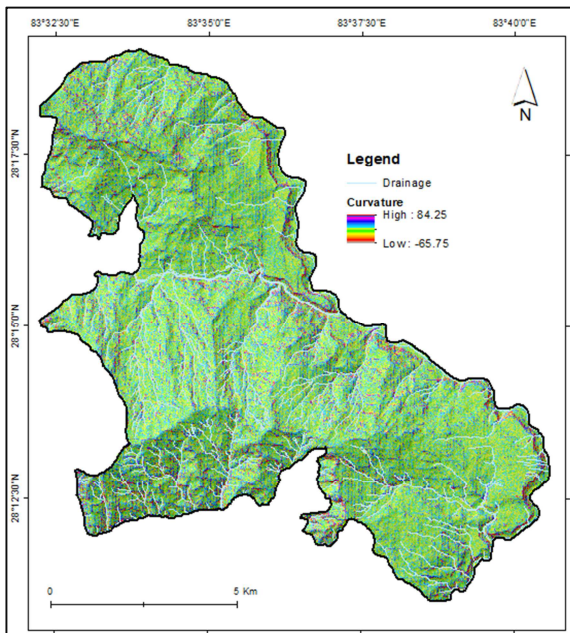 83°32'30"E 83°35'0"E 83°37'30"E 83°40'0"E
N
28°17'30"N
Legend
Drainage
Curvature
High : 84.25
Low : -65.75
28°15'0"N
28°12'30"N
0 5 Km